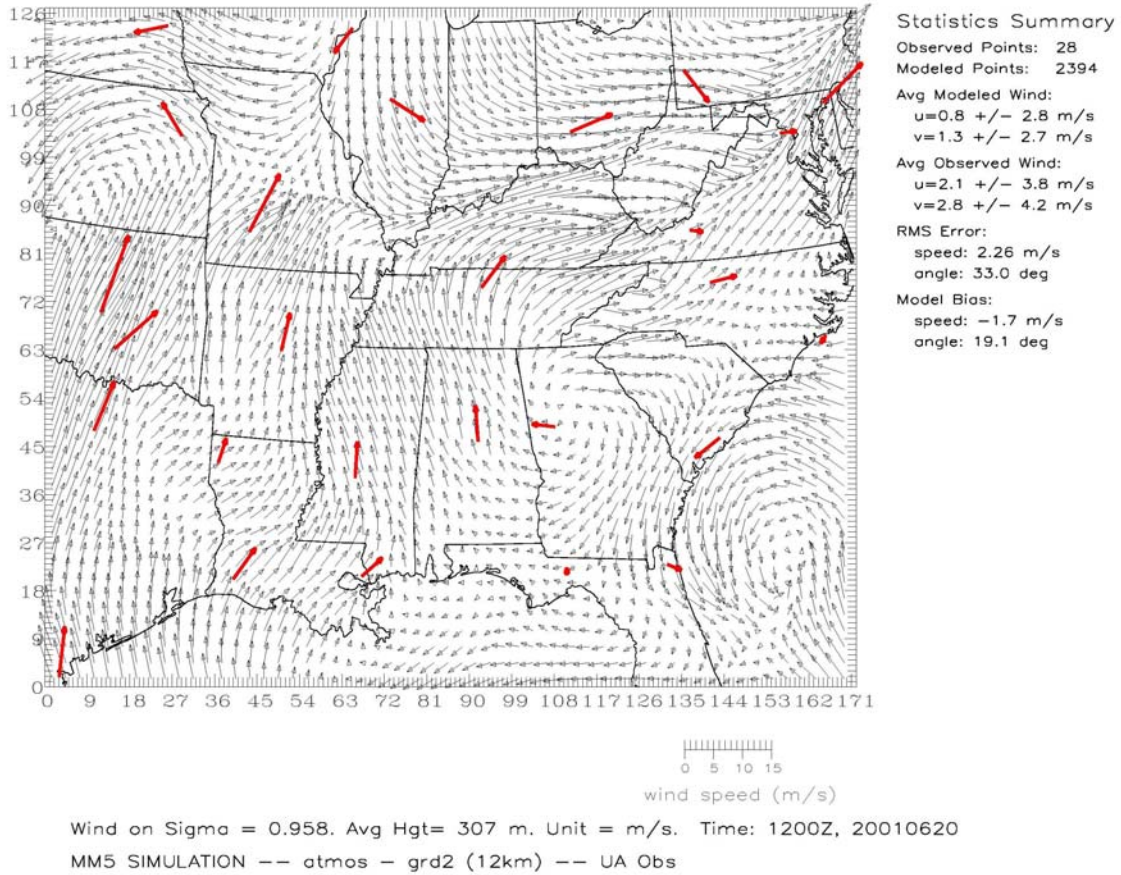 126
117
108
99
90
81
72
63
54
45
36
27
18
9
0
0 9 18 27 36 45 54 63 72 81 90 99 108 117 126 135 144 153 162 171
Statistics Summary
Observed Points: 28
Modeled Points: 2394
Avg Modeled Wind:
u=0.8 +/- 2.8 m/s
v=1.3 +/- 2.7 m/s
Avg Observed Wind:
u=2.1 +/- 3.8 m/s
v=2.8 +/- 4.2 m/s
RMS Error:
speed: 2.26 m/s
angle: 33.0 deg
Model Bias:
speed: -1.7 m/s
angle: 19.1 deg
0 5 10 15
wind speed (m/s)
Wind on Sigma = 0.958. Avg Hgt= 307 m. Unit = m/s. Time: 1200Z, 20010620
MM5 SIMULATION -- atmos - grd2 (12km) -- UA Obs